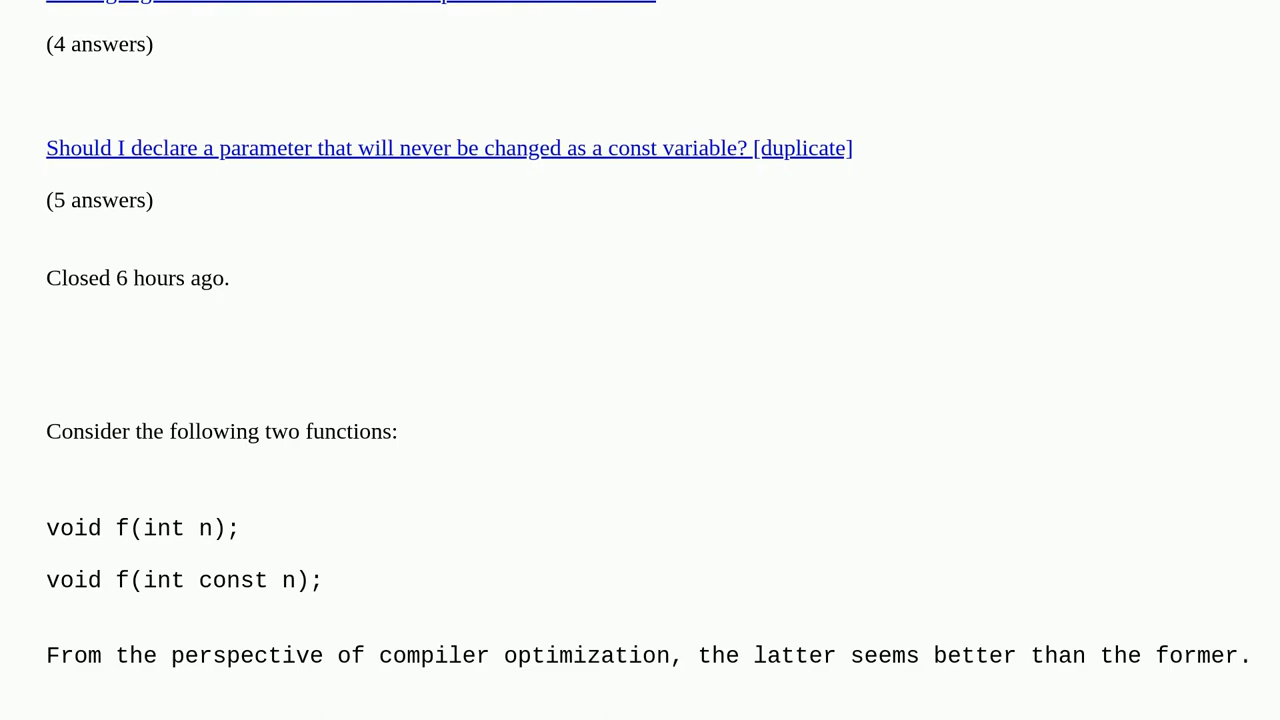 (4 answers)
Should I declare a parameter that will never be changed as a const variable? [duplicate]
(5 answers)
Closed 6 hours ago.
Consider the following two functions:
void f(int n);
void f(int const n);
From the perspective of compiler optimization, the latter seems better than the former.